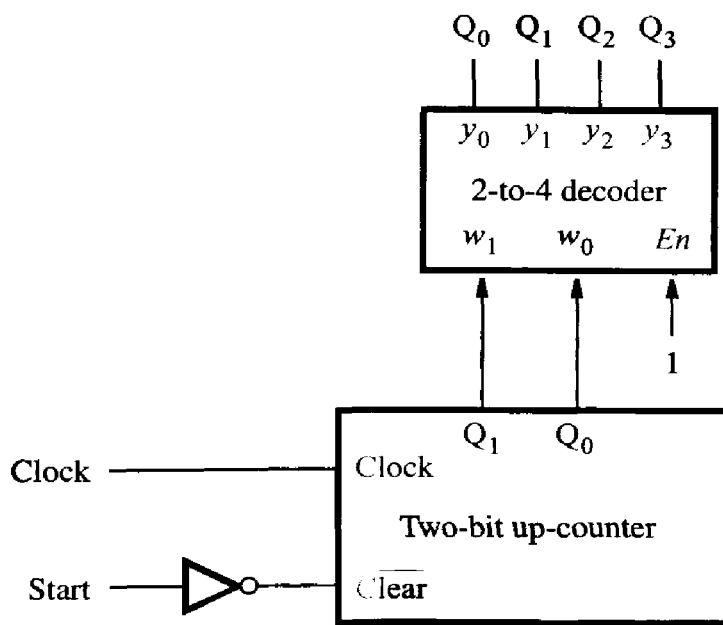 Q₀ Q₁ Q₂ Q₃
y₀ y₁ y₂ y₃
2-to-4 decoder
w₁ w₀ En
1
Q₁ Q₀
Clock Clock
Two-bit up-counter
Start C̅l̅e̅a̅r̅